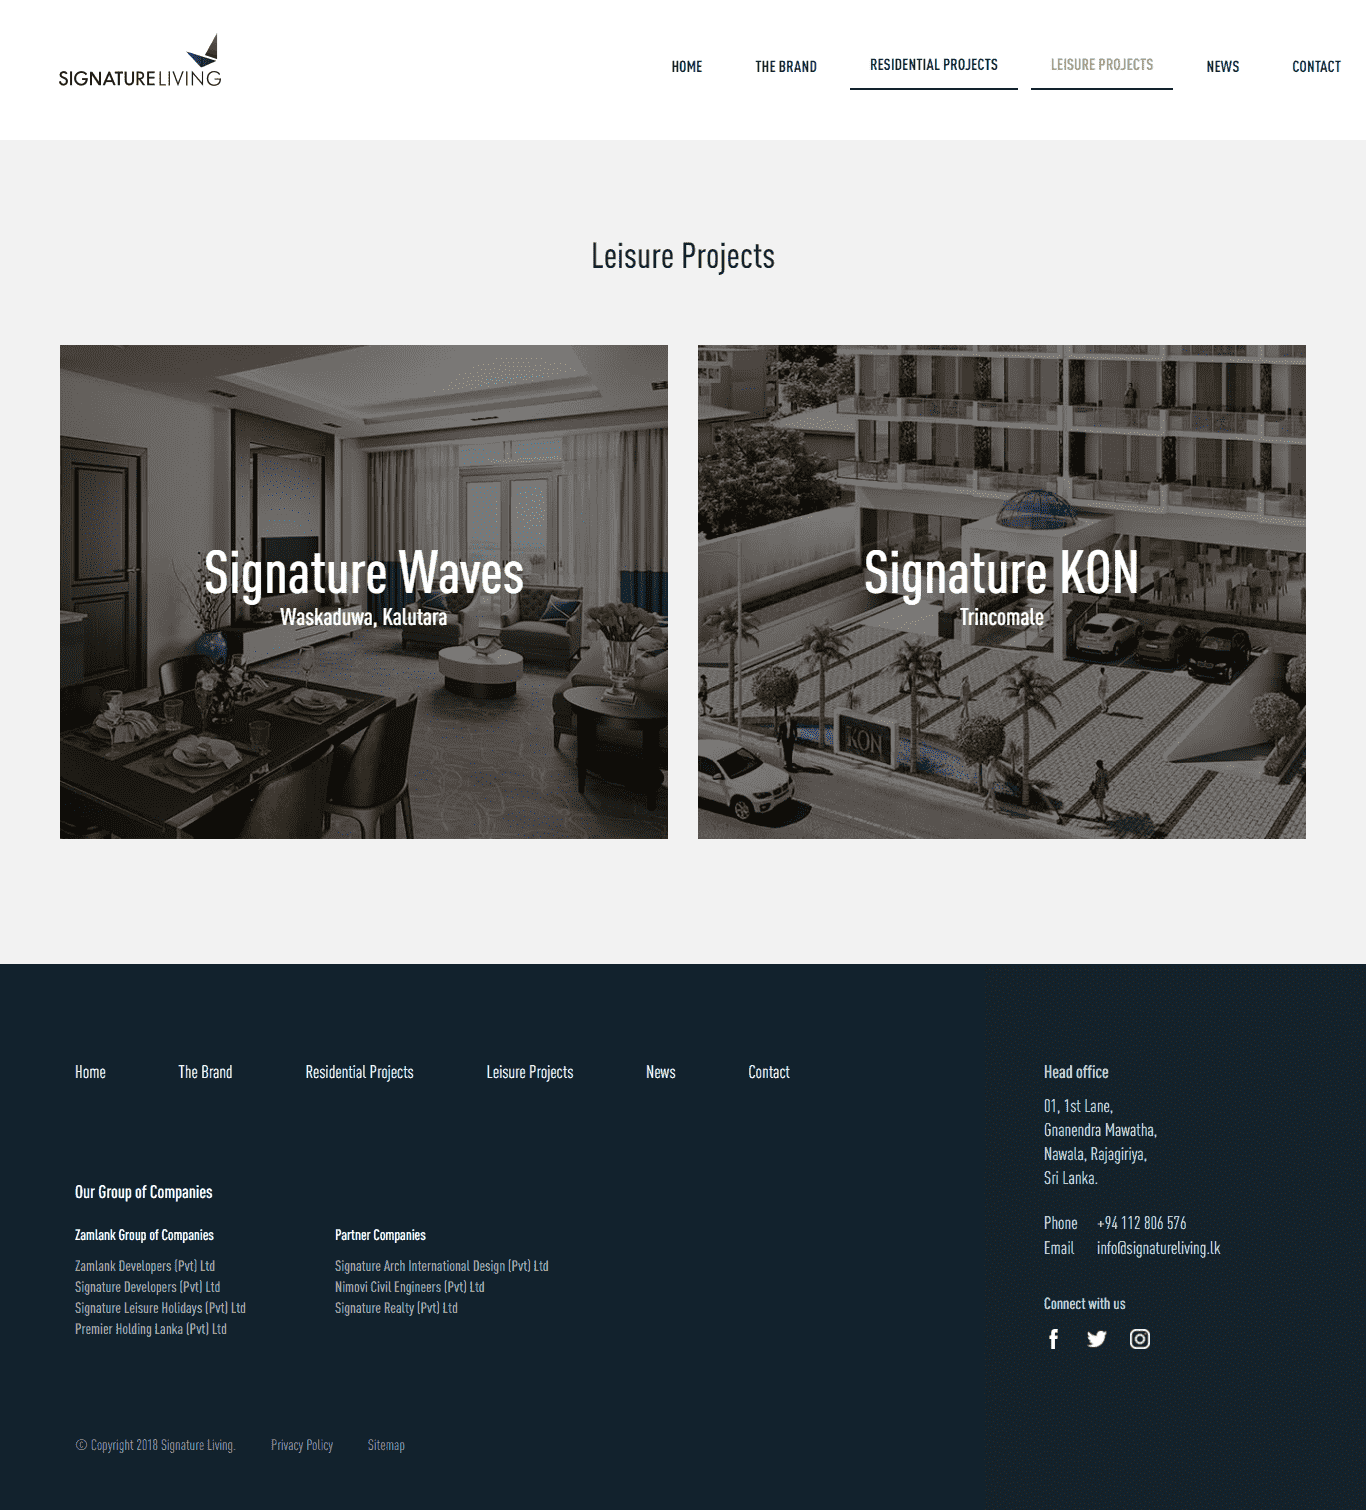 SIGNATURE LIVING
HOME
THE BRAND
RESIDENTIAL PROJECTS
LEISURE PROJECTS
NEWS
CONTACT
Leisure Projects
Signature Waves
Waskaduwa, Kalutara
Signature KON
Trincomale
KON
Home
The Brand
Residential Projects
Leisure Projects
News
Contact
Our Group of Companies
Zamlank Group of Companies
Zamlank Developers (Pvt) Ltd
Signature Developers (Pvt) Ltd
Signature Leisure Holidays (Pvt) Ltd
Premier Holding Lanka (Pvt) Ltd
Partner Companies
Signature Arch International Design (Pvt) Ltd
Nimovi Civil Engineers (Pvt) Ltd
Signature Realty (Pvt) Ltd
Head office
01, 1st Lane,
Gnanendra Mawatha,
Nawala, Rajagiriya,
Sri Lanka.
Phone +94 112 806 576
Email info@signatureliving.lk
Connect with us
© Copyright 2018 Signature Living.
Privacy Policy
Sitemap